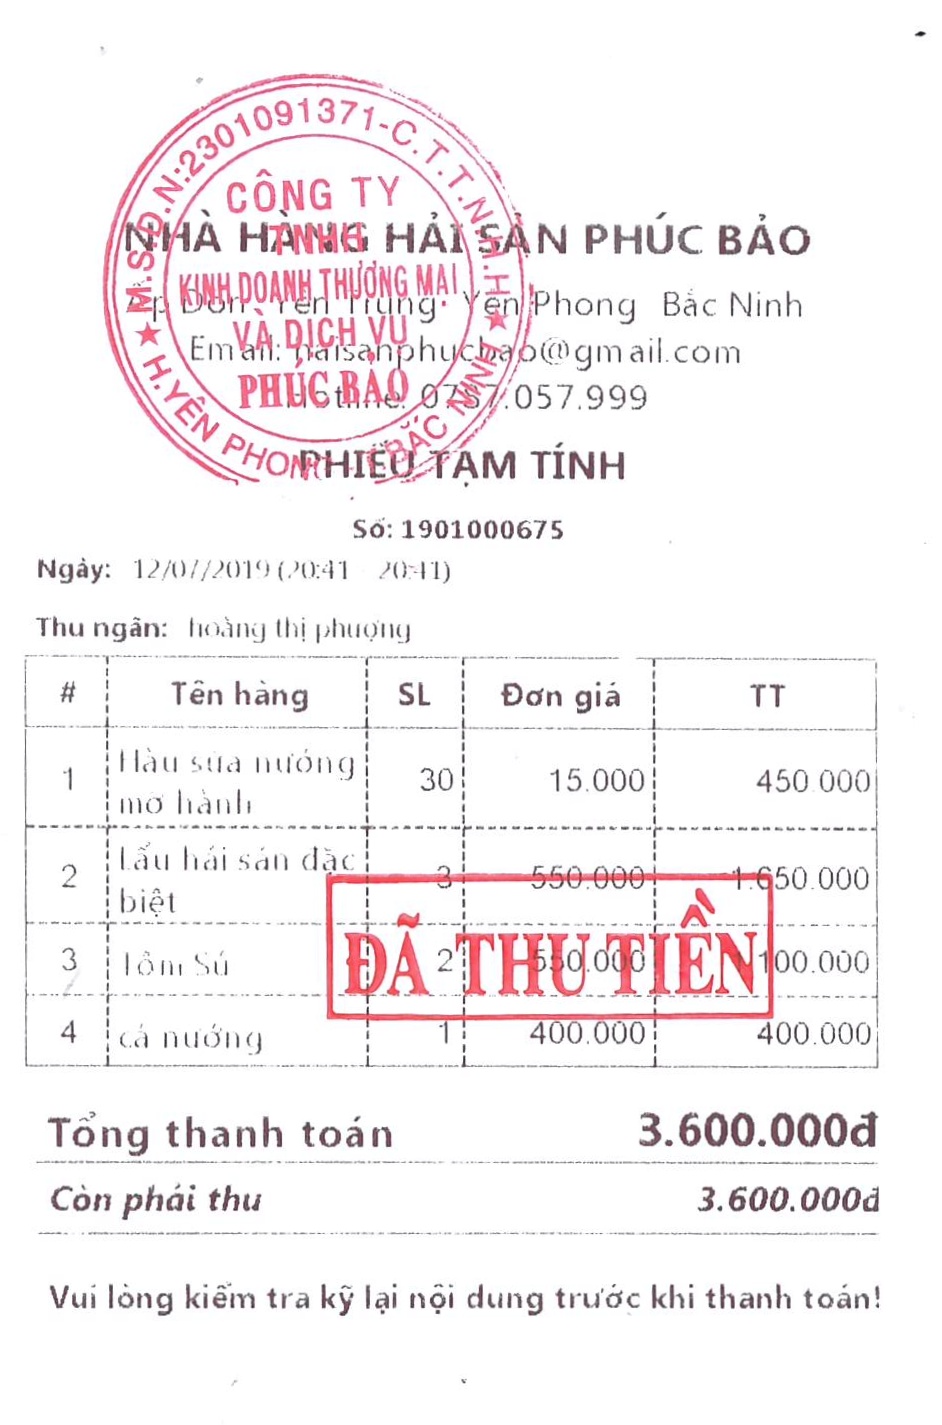 M.S.D.N:2301091371-C.T.T.N.H.H
CÔNG TY
TNHH
KINH DOANH THƯƠNG MẠI
VÀ DỊCH VỤ
PHÚC BẢO
H.YÊN PHONG - T.BẮC NINH
NHÀ HÀNG HẢI SẢN PHÚC BẢO
Ấp Đồn Yên Trung Yên Phong Bắc Ninh
Email: haisanphucbao@gmail.com
Hotline: 0787.057.999
PHIẾU TẠM TÍNH
Số: 1901000675
Ngày: 12/07/2019 (20:41 - 20:41)
Thu ngân: hoàng thị phượng
# Tên hàng SL Đơn giá TT
1 Hàu sữa nướng 30 15.000 450.000
mơ hành
2 Lẩu hải sản đặc 3 550.000 1.650.000
biệt
3 Tôm Sú 2 550.000 1.100.000
4 cá nướng 1 400.000 400.000
ĐÃ THU TIỀN
Tổng thanh toán 3.600.000đ
Còn phải thu 3.600.000đ
Vui lòng kiểm tra kỹ lại nội dung trước khi thanh toán!